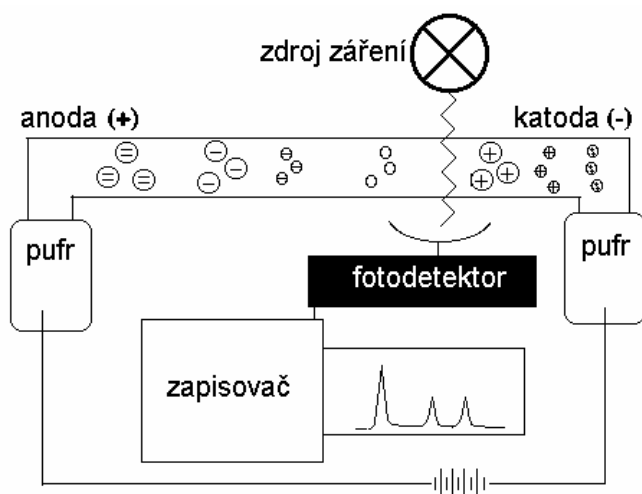 zdroj záření
anoda (+)
katoda (-)
pufr
pufr
fotodetektor
zapisovač